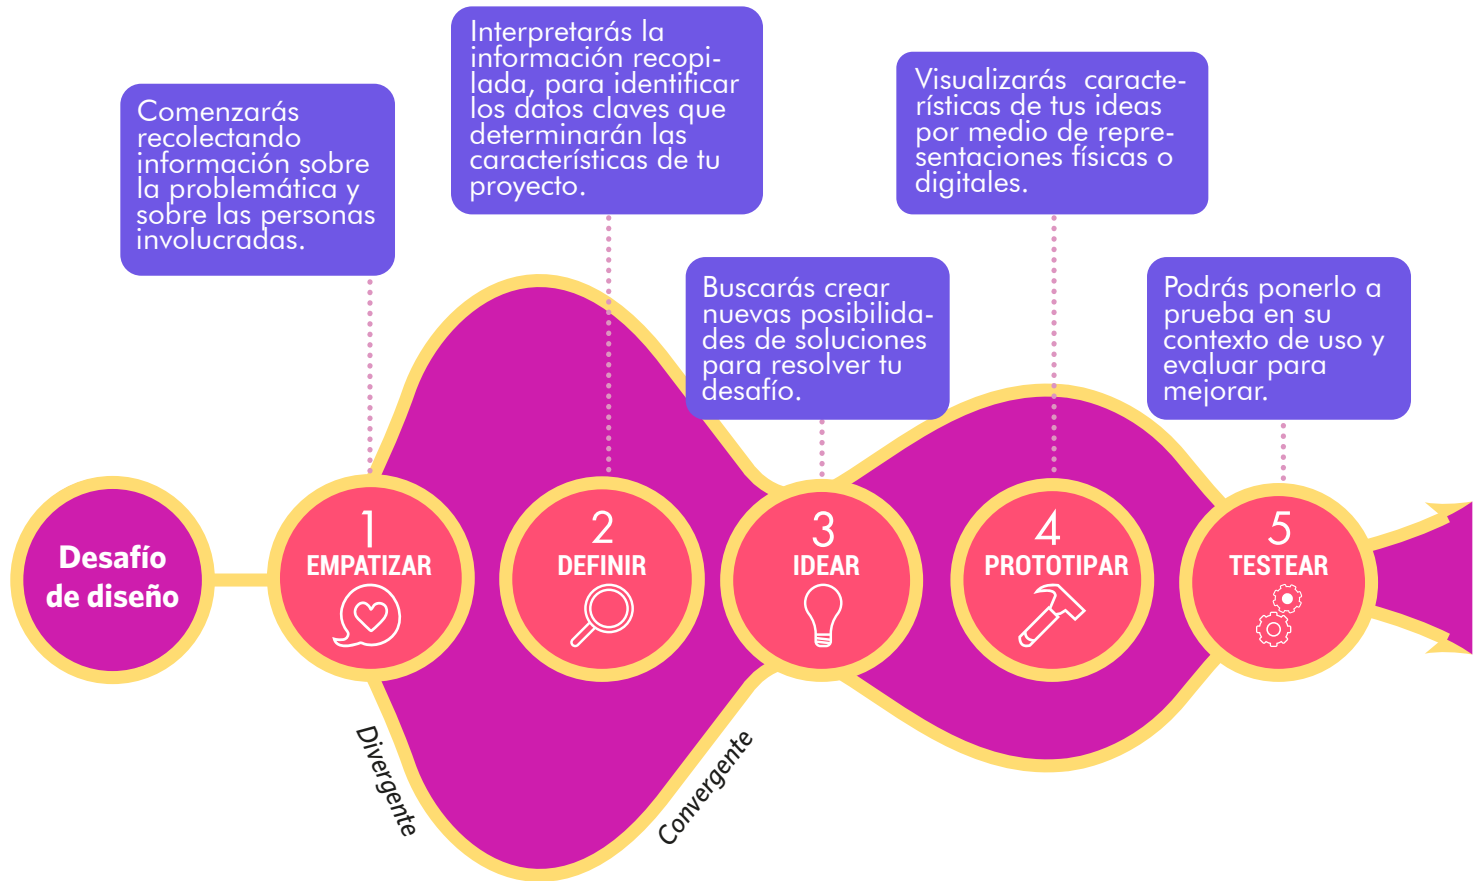 Comenzarás
recolectando
información sobre
la problemática y
sobre las personas
involucradas.
Interpretarás la
información recopi-
lada, para identificar
los datos claves que
determinarán las
características de tu
proyecto.
Buscarás crear
nuevas posibilida-
des de soluciones
para resolver tu
desafío.
Visualizarás caracte-
rísticas de tus ideas
por medio de repre-
sentaciones físicas o
digitales.
Podrás ponerlo a
prueba en su
contexto de uso y
evaluar para
mejorar.
Desafío
de diseño
1
EMPATIZAR
2
DEFINIR
3
IDEAR
4
PROTOTIPAR
5
TESTEAR
Divergente
Convergente